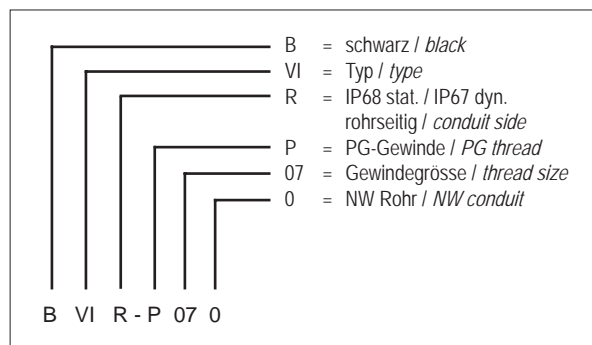 B = schwarz / black
VI = Typ / type
R = IP68 stat. / IP67 dyn.
rohrseitig / conduit side
P = PG-Gewinde / PG thread
07 = Gewindegrösse / thread size
0 = NW Rohr / NW conduit
B VI R - P 07 0